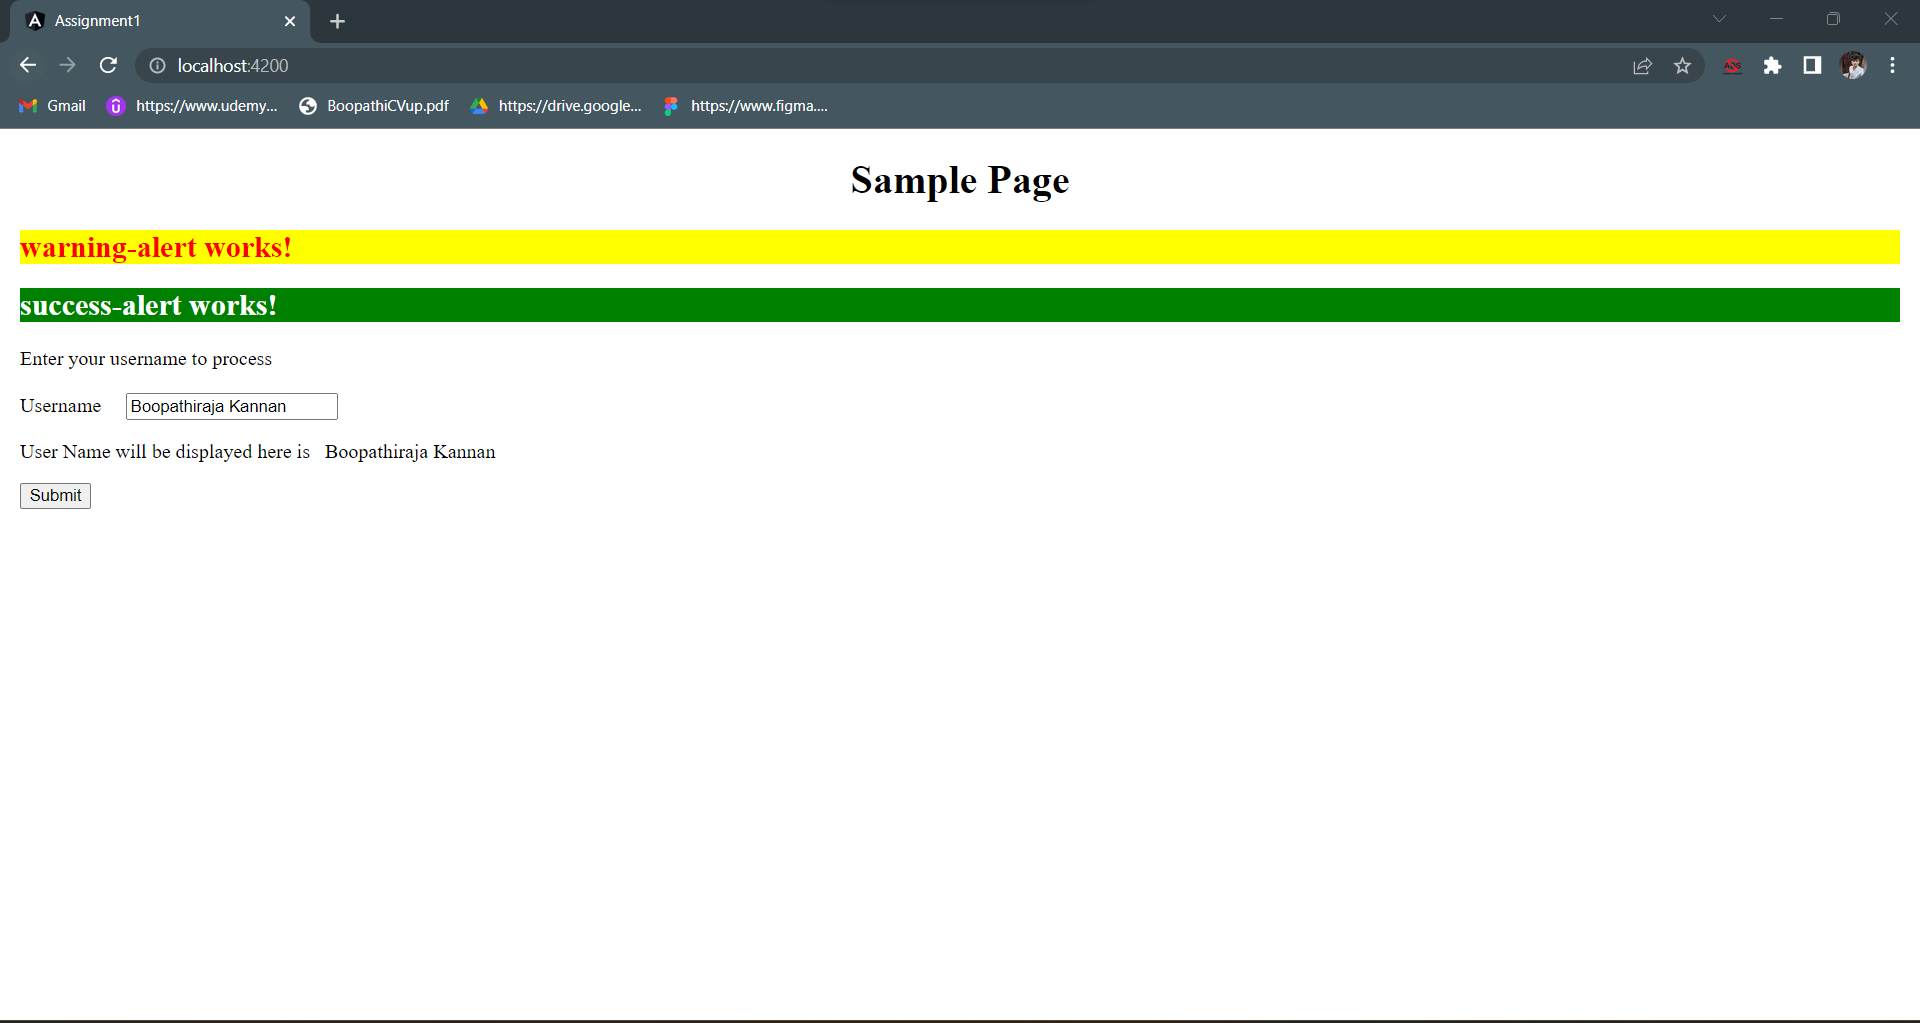 Assignment1
localhost:4200
ADS
Gmail https://www.udemy... BoopathiCVup.pdf https://drive.google... https://www.figma....
Sample Page
warning-alert works!
success-alert works!
Enter your username to process
Username Boopathiraja Kannan
User Name will be displayed here is Boopathiraja Kannan
Submit